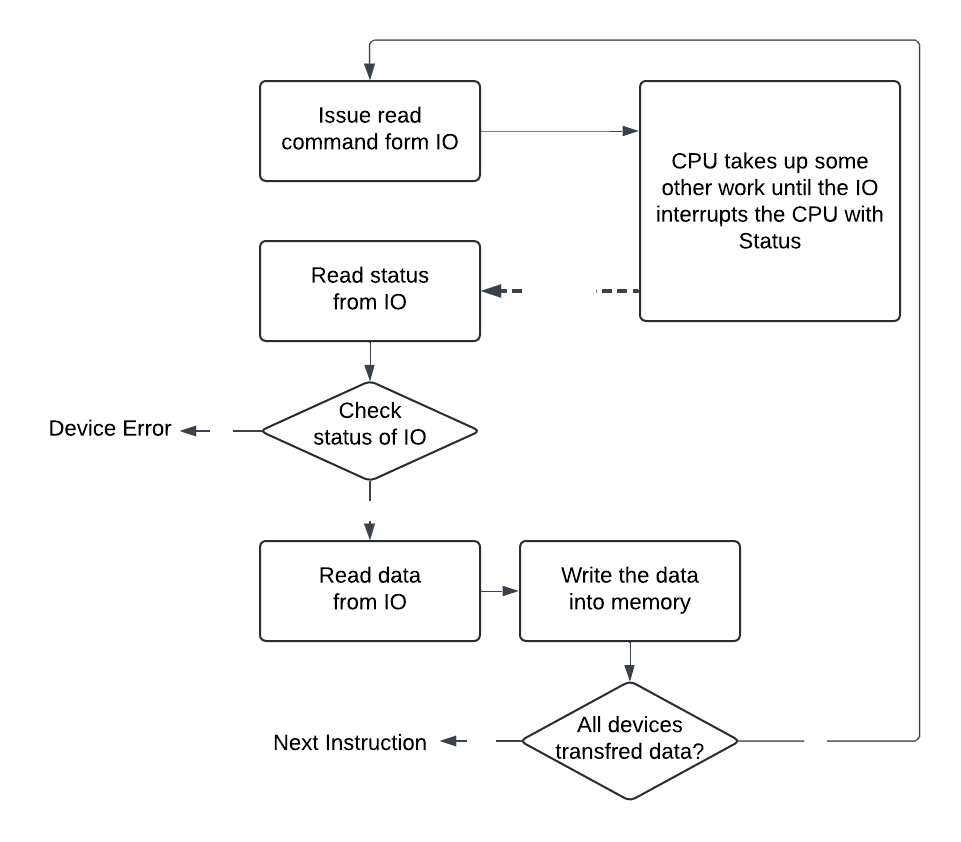 Issue read
command form IO
CPU takes up some
other work until the IO
interrupts the CPU with
Status
Read status
from IO
Check
status of IO
Device Error
Read data
from IO
Write the data
into memory
All devices
transfred data?
Next Instruction